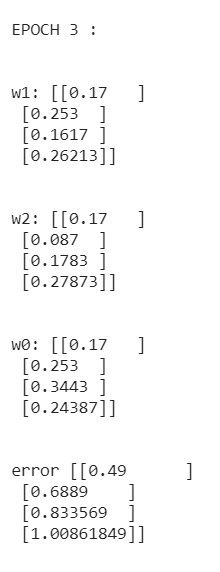 EPOCH 3 :
w1: [[0.17   ]
[0.253  ]
[0.1617 ]
[0.26213]]
w2: [[0.17   ]
[0.087  ]
[0.1783 ]
[0.27873]]
w0: [[0.17   ]
[0.253  ]
[0.3443 ]
[0.24387]]
error [[0.49      ]
[0.6889    ]
[0.833569  ]
[1.00861849]]